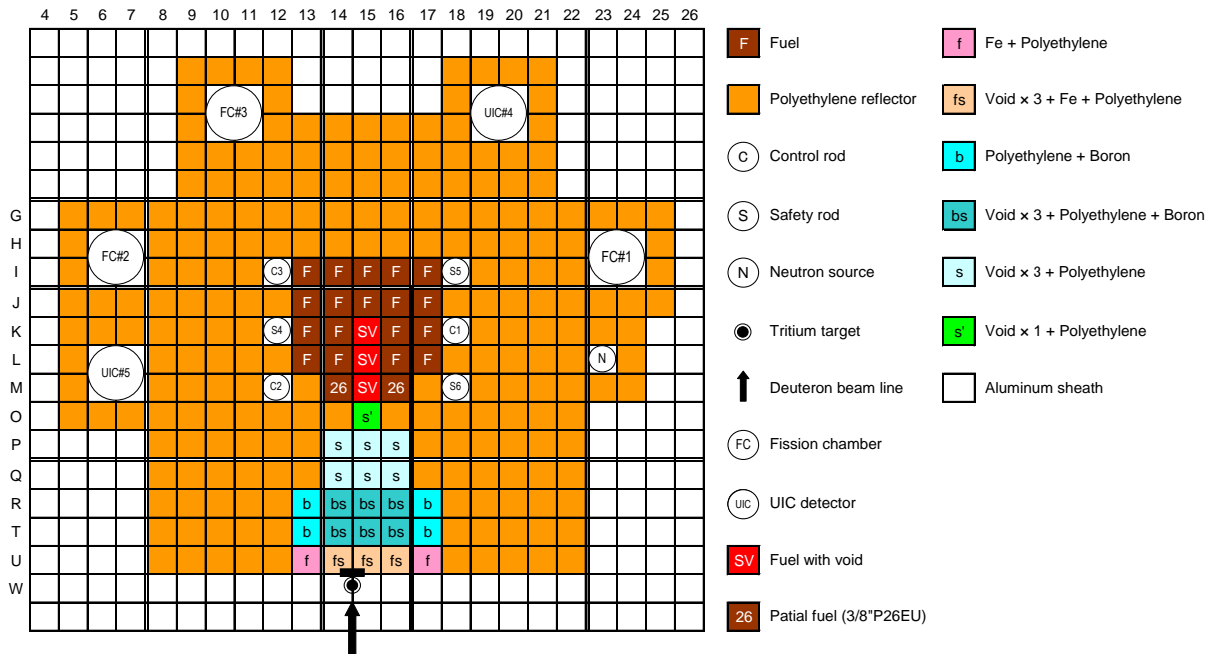 4 5 6 7 8 9 10 11 12 13 14 15 16 17 18 19 20 21 22 23 24 25 26
FC#3 UIC#4
G
H
FC#2 FC#1
I C3 F F F F F S5
J F F F F F
K S4 F F SV F F C1
L F F SV F F N
UIC#5
M C2 26 SV 26 S6
O s'
P s s s
Q s s s
R b bs bs bs b
T b bs bs bs b
U f fs fs fs f
W
F Fuel
Polyethylene reflector
C Control rod
S Safety rod
N Neutron source
Tritium target
Deuteron beam line
FC Fission chamber
UIC UIC detector
SV Fuel with void
26 Patial fuel (3/8"P26EU)
f Fe + Polyethylene
fs Void × 3 + Fe + Polyethylene
b Polyethylene + Boron
bs Void × 3 + Polyethylene + Boron
s Void × 3 + Polyethylene
s' Void × 1 + Polyethylene
Aluminum sheath